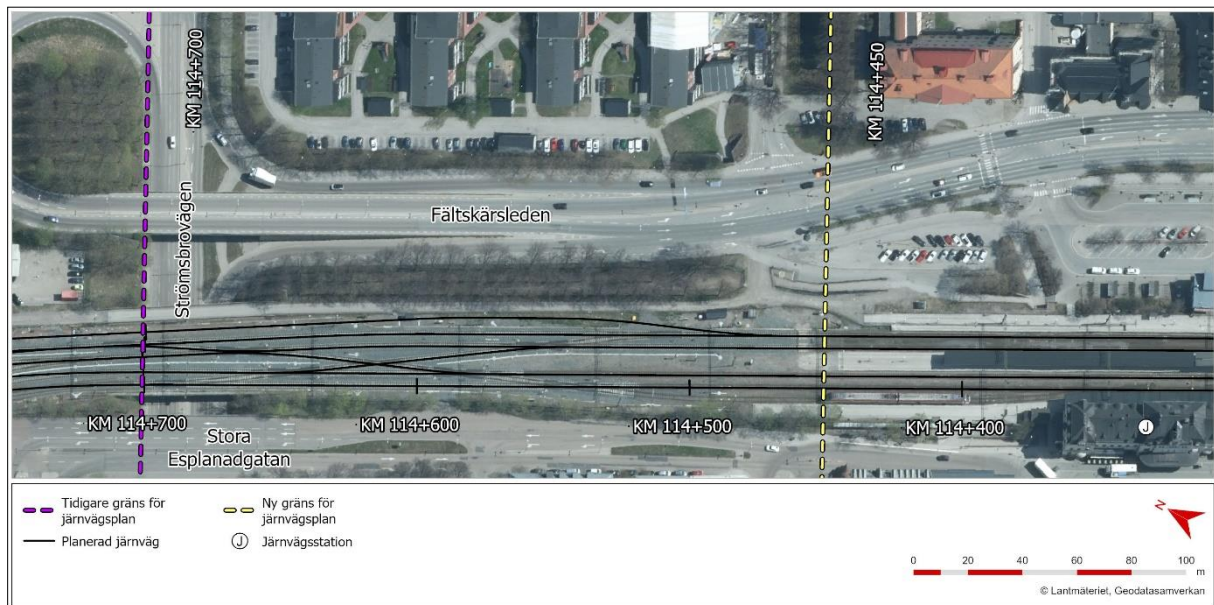 KM 114+700
KM 114+450
Fältskärsleden
Strömsbrovägen
KM 114+700
KM 114+600
KM 114+500
KM 114+400
Stora
Esplanadgatan
J
Tidigare gräns för
järnvägsplan
Ny gräns för
järnvägsplan
Planerad järnväg
J Järnvägsstation
N
0 20 40 60 80 100
m
© Lantmäteriet, Geodatasamverkan